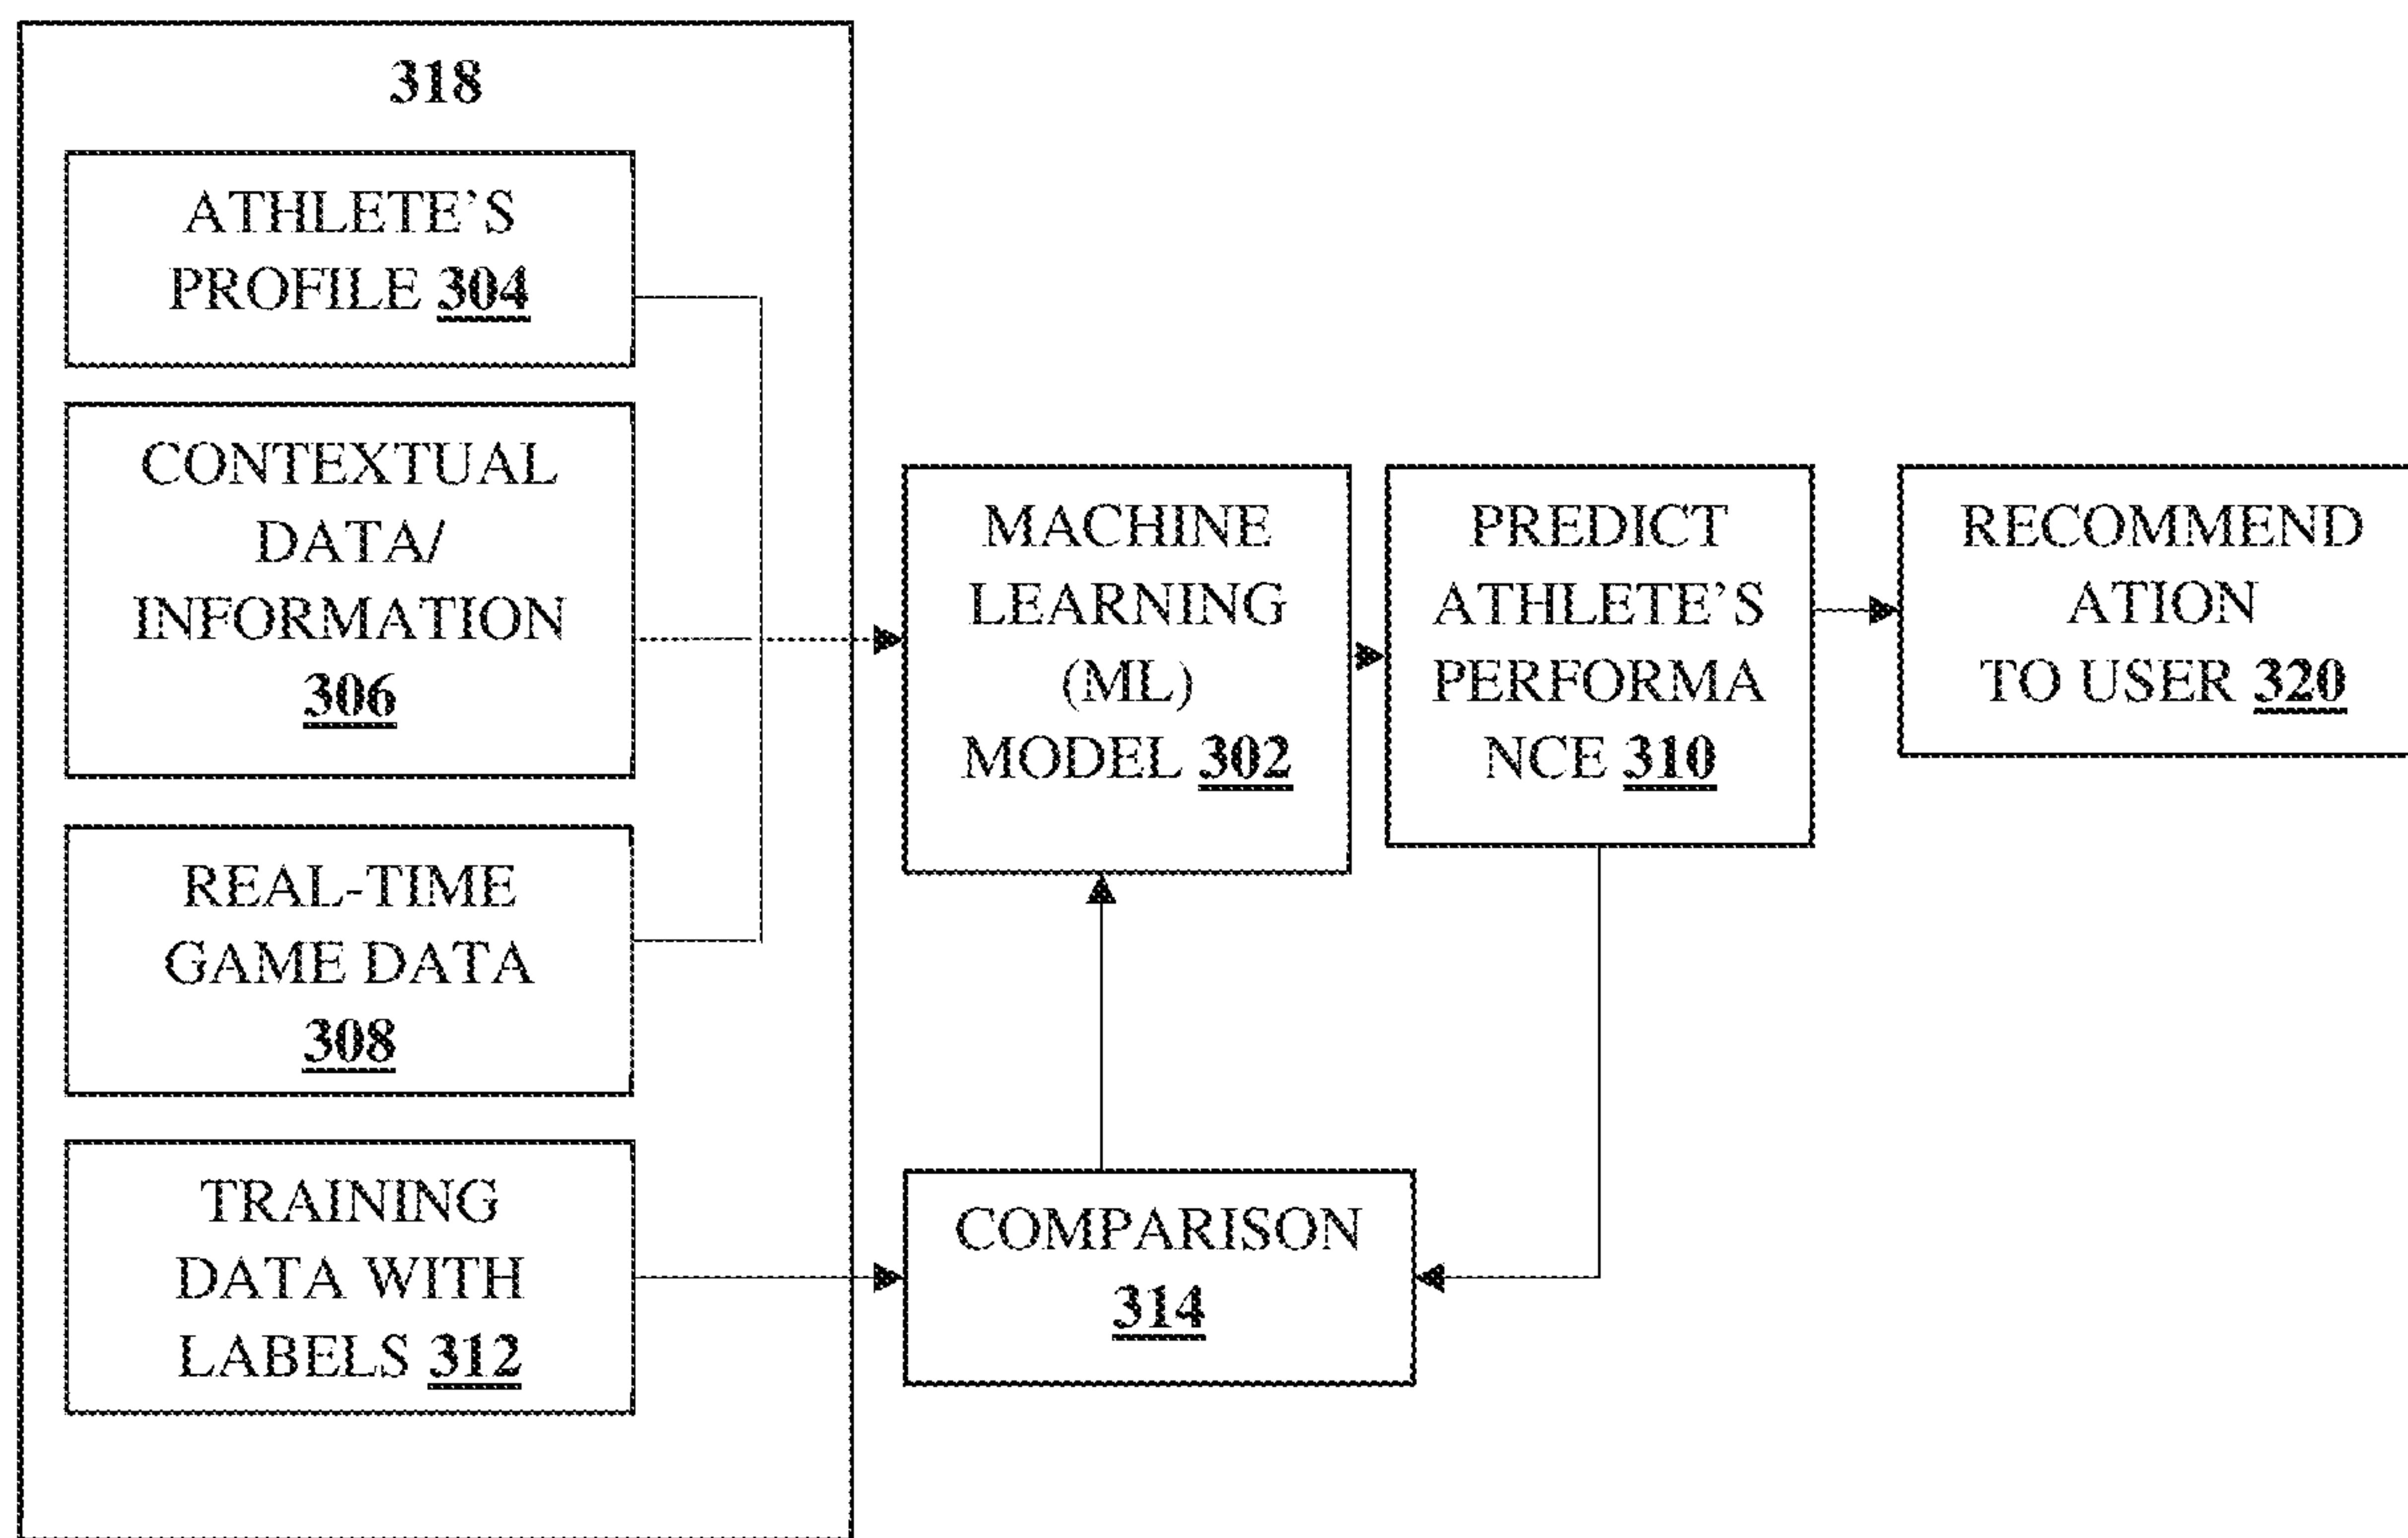 318
ATHLETE’S
PROFILE 304
CONTEXTUAL
DATA/
INFORMATION
306
REAL-TIME
GAME DATA
308
TRAINING
DATA WITH
LABELS 312
MACHINE
LEARNING
(ML)
MODEL 302
PREDICT
ATHLETE’S
PERFORMA
NCE 310
RECOMMEND
ATION
TO USER 320
COMPARISON
314